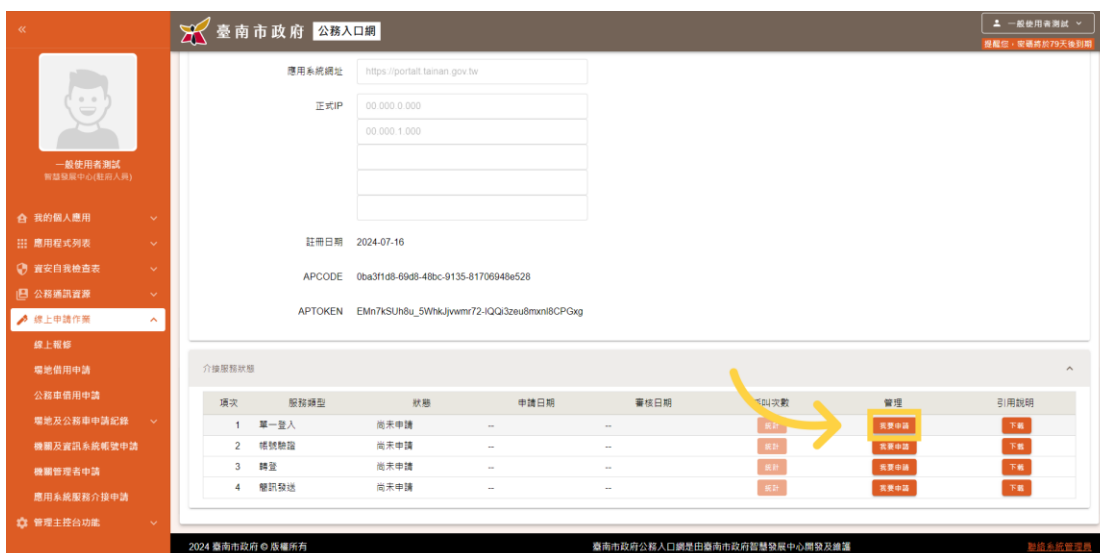 «
臺南市政府 公務入口網
一般使用者測試
提醒您，密碼將於79天後到期
一般使用者測試
智慧發展中心(駐府人員)
我的個人應用
應用程式列表
資安自我檢查表
公務通訊資源
線上申請作業
線上報修
場地借用申請
公務車借用申請
場地及公務車申請紀錄
機關及資訊系統帳號申請
機關管理者申請
應用系統服務介接申請
管理主控台功能
應用系統網址 https://portalt.tainan.gov.tw
正式IP 00.000.0.000
00.000.1.000
註冊日期 2024-07-16
APCODE 0ba3f1d8-69d8-48bc-9135-81706948e528
APTOKEN EMn7kSUh8u_5WhkJjvwmr72-IQQi3zeu8mxnI8CPGxg
介接服務狀態
項次 服務類型 狀態 申請日期 審核日期 呼叫次數 管理 引用說明
1 單一登入 尚未申請 -- -- 統計 我要申請 下載
2 帳號驗證 尚未申請 -- -- 統計 我要申請 下載
3 轉登 尚未申請 -- -- 統計 我要申請 下載
4 簡訊發送 尚未申請 -- -- 統計 我要申請 下載
2024 臺南市政府 © 版權所有 臺南市政府公務入口網是由臺南市政府智慧發展中心開發及維護 聯絡系統管理員